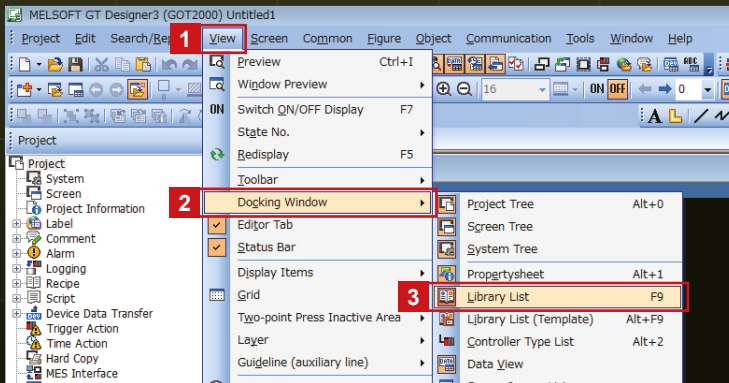 MELSOFT GT Designer3 (GOT2000) Untitled1
Project Edit Search/Rep 1 View Screen Common Figure Object Communication Tools Window Help
Preview Ctrl+I
Window Preview
16 ON OFF 0
ON Switch ON/OFF Display F7
State No.
A
Project
Redisplay F5
Project
System
Screen
Project Information
Label
Comment
Alarm
Logging
Recipe
Script
Device Data Transfer
Trigger Action
Time Action
Hard Copy
MES Interface
Toolbar
2 Docking Window
Editor Tab
Status Bar
Display Items
Grid
Two-point Press Inactive Area
Layer
Guideline (auxiliary line)
Project Tree Alt+0
Screen Tree
System Tree
Propertysheet Alt+1
3 Library List F9
Library List (Template) Alt+F9
Controller Type List Alt+2
Data View